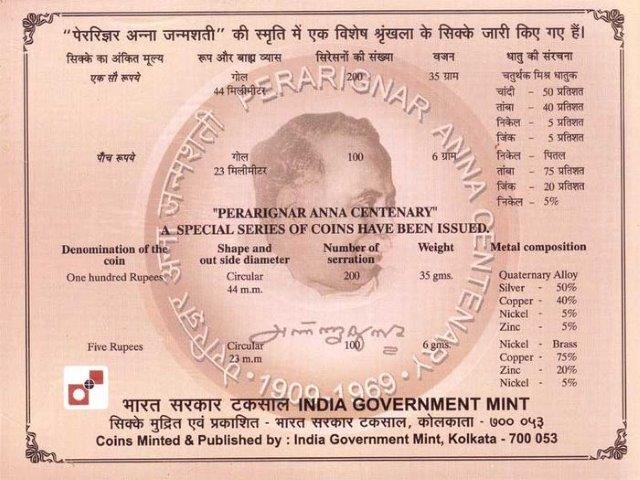 "पेररिज्ञर अन्ना जन्मशती" की स्मृति में एक विशेष श्रृंखला के सिक्के जारी किए गए हैं।
सिक्के का अंकित मूल्य रूप और बाह्य व्यास सिरेसनों की संख्या वजन धातु की संरचना
एक सौ रूपये गोल 200 35 ग्राम चतुर्थक मिश्र धातुक
44 मिलीमीटर चांदी - 50 प्रतिशत
तांबा - 40 प्रतिशत
निकेल - 5 प्रतिशत
जिंक - 5 प्रतिशत
पाँच रूपये गोल 100 6 ग्राम निकेल - पितल
23 मिलीमीटर तांबा - 75 प्रतिशत
जिंक - 20 प्रतिशत
निकेल - 5%
"PERARIGNAR ANNA CENTENARY"
A SPECIAL SERIES OF COINS HAVE BEEN ISSUED.
Denomination of the coin Shape and out side diameter Number of serration Weight Metal composition
One hundred Rupees Circular 200 35 gms. Quaternary Alloy
44 m.m. Silver - 50%
Copper - 40%
Nickel - 5%
Zinc - 5%
Five Rupees Circular 100 6 gms. Nickel - Brass
23 m.m Copper - 75%
Zinc - 20%
Nickel - 5%
पेररिज्ञर अन्ना जन्मशती PERARIGNAR ANNA CENTENARY
· 1909-1969 ·
भारत सरकार टकसाल INDIA GOVERNMENT MINT
सिक्के मुद्रित एवं प्रकाशित - भारत सरकार टकसाल, कोलकाता - ७०० ०५३
Coins Minted & Published by : India Government Mint, Kolkata - 700 053